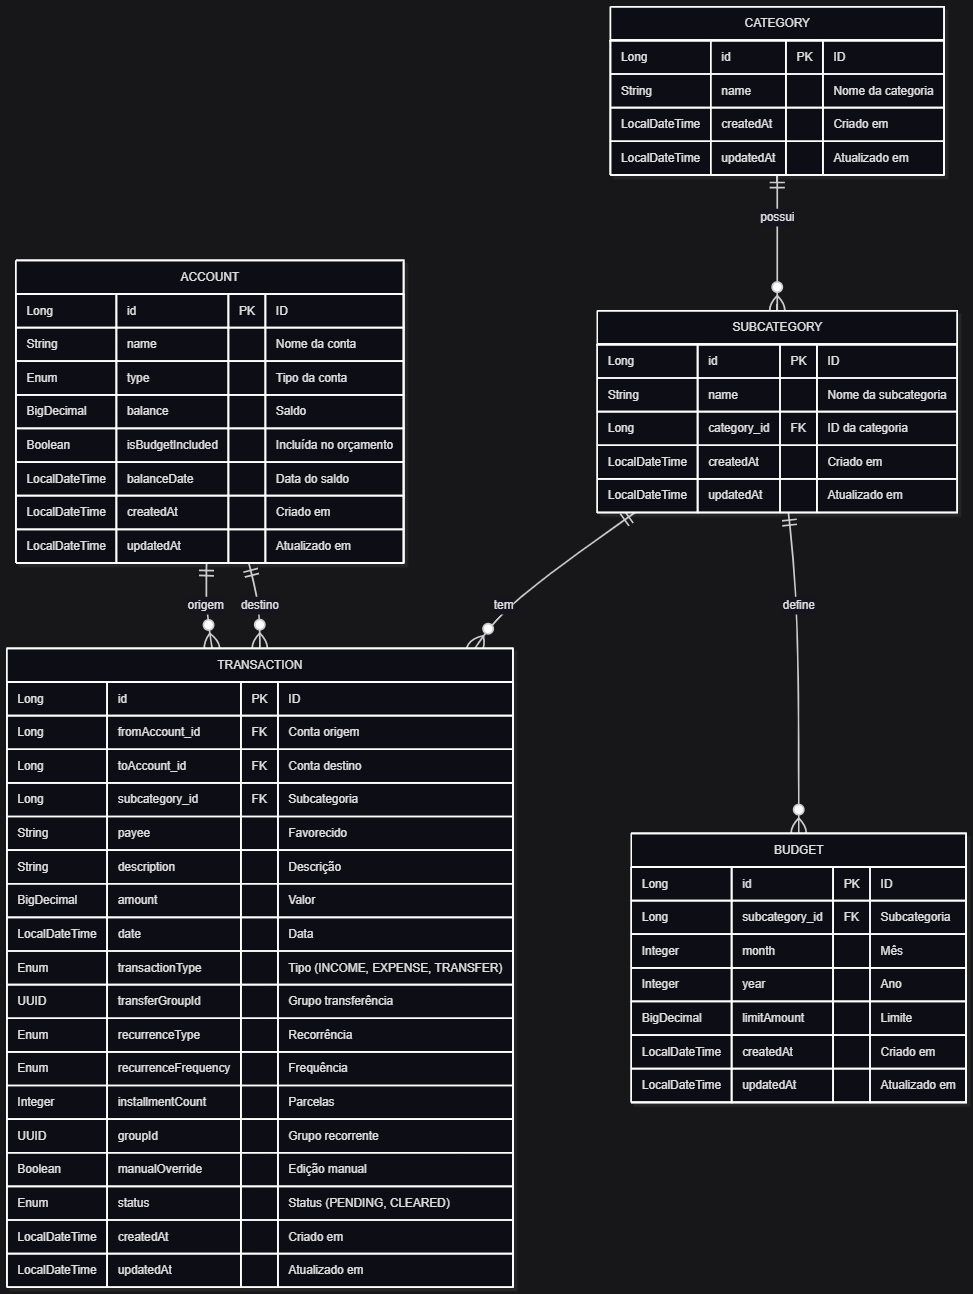 CATEGORY
Long id PK ID
String name Nome da categoria
LocalDateTime createdAt Criado em
LocalDateTime updatedAt Atualizado em
possui
ACCOUNT
Long id PK ID
String name Nome da conta
Enum type Tipo da conta
BigDecimal balance Saldo
Boolean isBudgetIncluded Incluída no orçamento
LocalDateTime balanceDate Data do saldo
LocalDateTime createdAt Criado em
LocalDateTime updatedAt Atualizado em
SUBCATEGORY
Long id PK ID
String name Nome da subcategoria
Long category_id FK ID da categoria
LocalDateTime createdAt Criado em
LocalDateTime updatedAt Atualizado em
origem destino tem define
TRANSACTION
Long id PK ID
Long fromAccount_id FK Conta origem
Long toAccount_id FK Conta destino
Long subcategory_id FK Subcategoria
String payee Favorecido
String description Descrição
BigDecimal amount Valor
LocalDateTime date Data
Enum transactionType Tipo (INCOME, EXPENSE, TRANSFER)
UUID transferGroupId Grupo transferência
Enum recurrenceType Recorrência
Enum recurrenceFrequency Frequência
Integer installmentCount Parcelas
UUID groupId Grupo recorrente
Boolean manualOverride Edição manual
Enum status Status (PENDING, CLEARED)
LocalDateTime createdAt Criado em
LocalDateTime updatedAt Atualizado em
BUDGET
Long id PK ID
Long subcategory_id FK Subcategoria
Integer month Mês
Integer year Ano
BigDecimal limitAmount Limite
LocalDateTime createdAt Criado em
LocalDateTime updatedAt Atualizado em